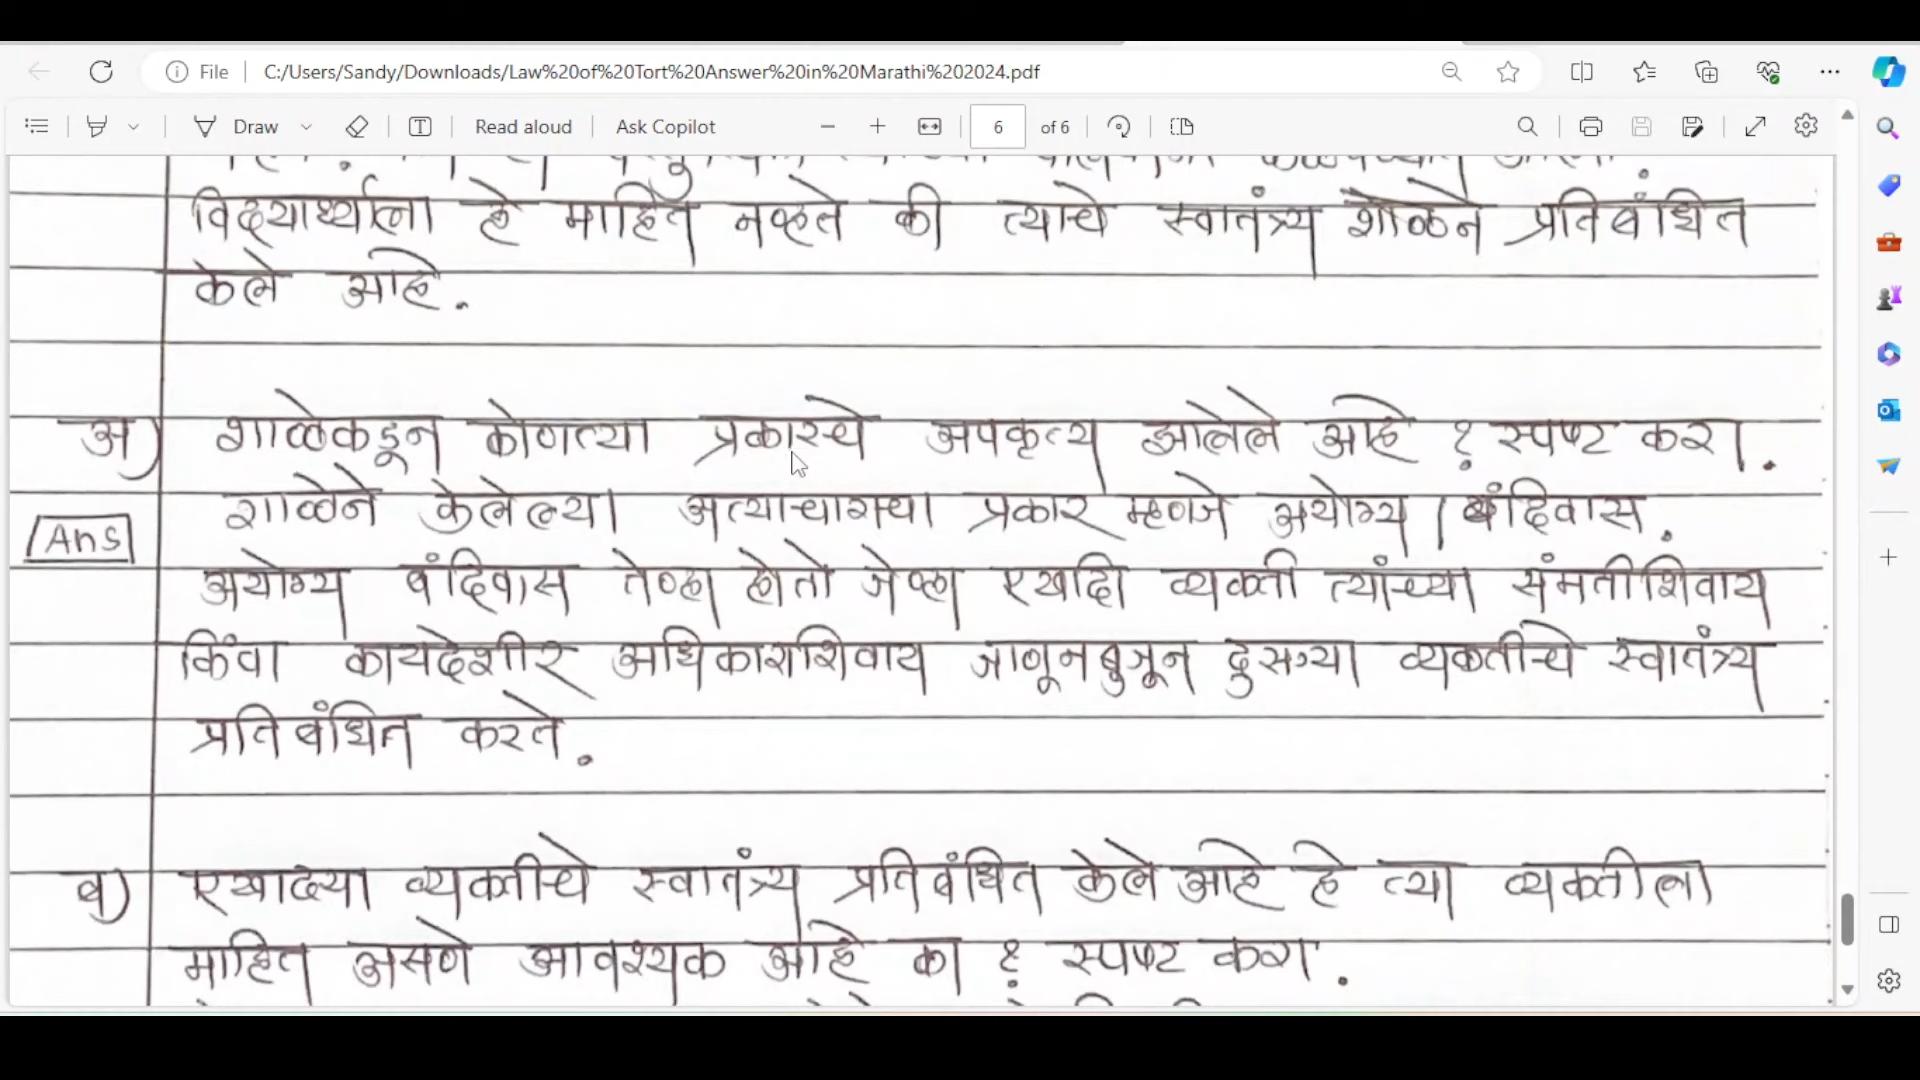 File
C:/Users/Sandy/Downloads/Law%20of%20Tort%20Answer%20in%20Marathi%202024.pdf
Draw
Read aloud
Ask Copilot
6
of 6
विद्यार्थ्याला हे माहित नव्हते की त्याचे स्वातंत्र्य शाळेने प्रतिबंधित
केले आहे.
अ) शाळेकडून कोणत्या प्रकारचे अपकृत्य झालेले आहे ? स्पष्ट करा.
शाळेने केलेल्या अत्याचाराचा प्रकार म्हणजे अयोग्य बंदिवास.
Ans
अयोग्य बंदिवास तेव्हा होतो जेव्हा एखादी व्यक्ती त्यांच्या संमतीशिवाय
किंवा कायदेशीर अधिकाराशिवाय जाणूनबुजून दुसऱ्या व्यक्तीचे स्वातंत्र्य
प्रतिबंधित करते.
ब) एखादया व्यक्तीचे स्वातंत्र्य प्रतिबंधित केले आहे हे त्या व्यक्तीला
माहित असणे आवश्यक आहे का ? स्पष्ट करा.